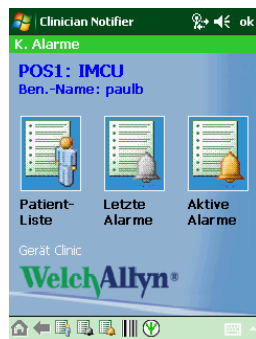 Clinician Notifier ok
K. Alarme
POS1: IMCU
Ben.-Name: paulb
Patient-Liste
Letzte Alarme
Aktive Alarme
Gerät Clinic
WelchAllyn®